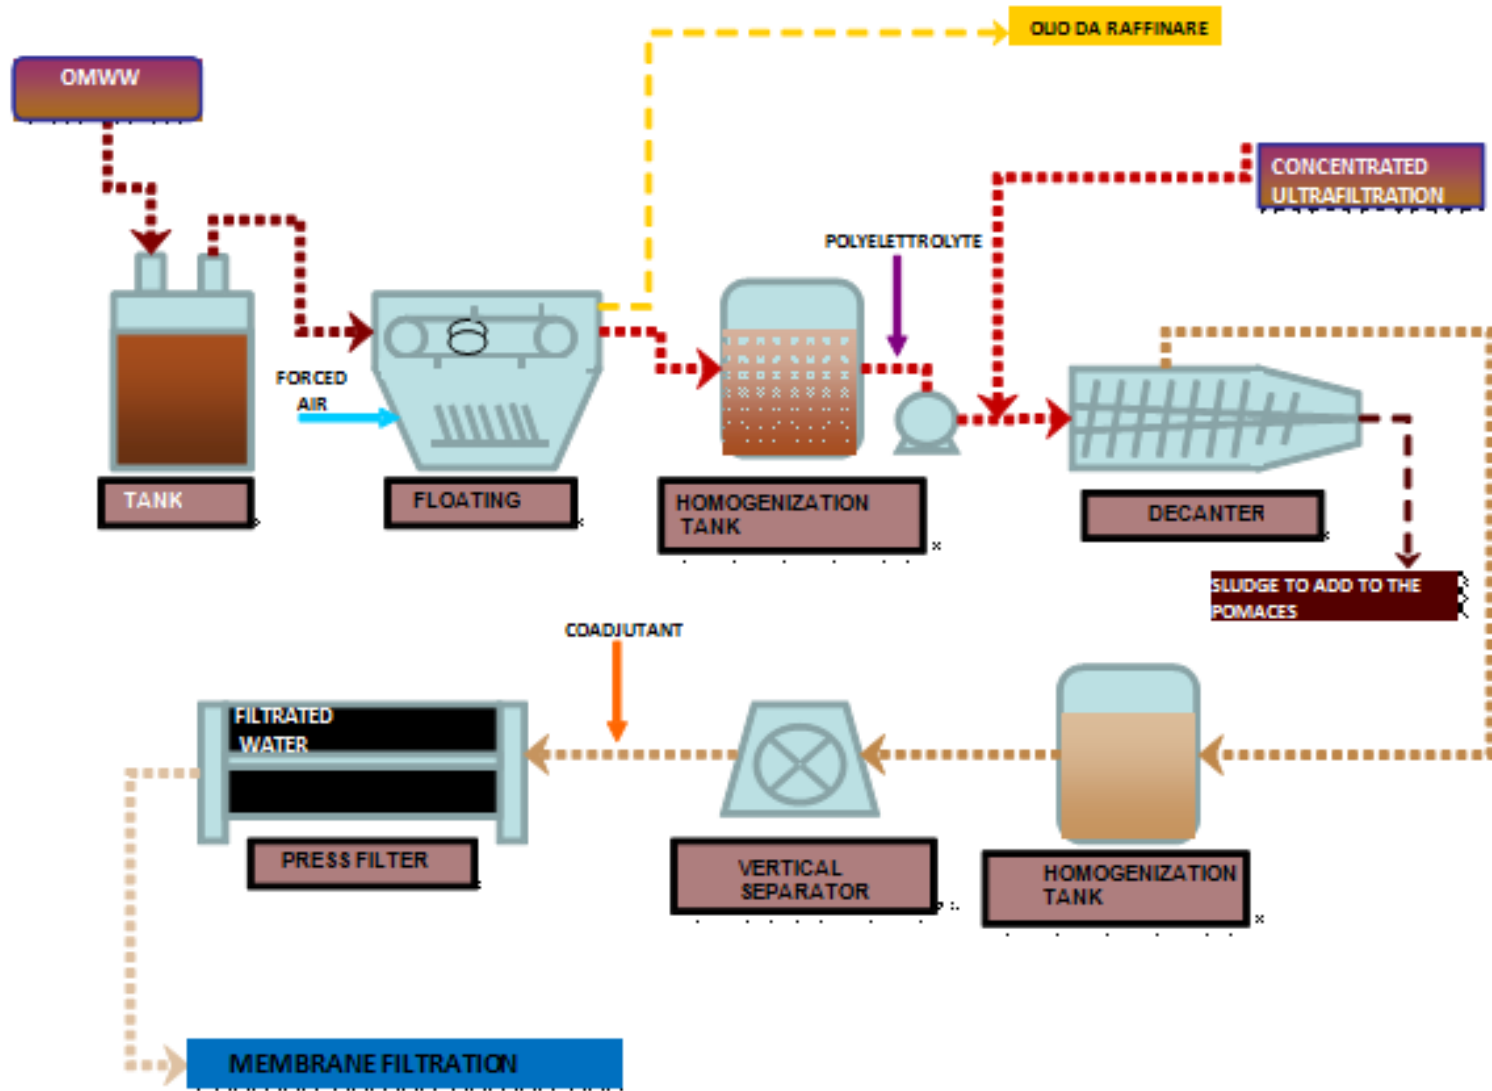 OLIO DA RAFFINARE
OMWW
CONCENTRATED
ULTRAFILTRATION
POLYELETTROLYTE
FORCED
AIR
TANK
FLOATING
HOMOGENIZATION
TANK
DECANTER
SLUDGE TO ADD TO THE
POMACES
COADJUTANT
FILTRATED
WATER
PRESS FILTER
VERTICAL
SEPARATOR
HOMOGENIZATION
TANK
MEMBRANE FILTRATION